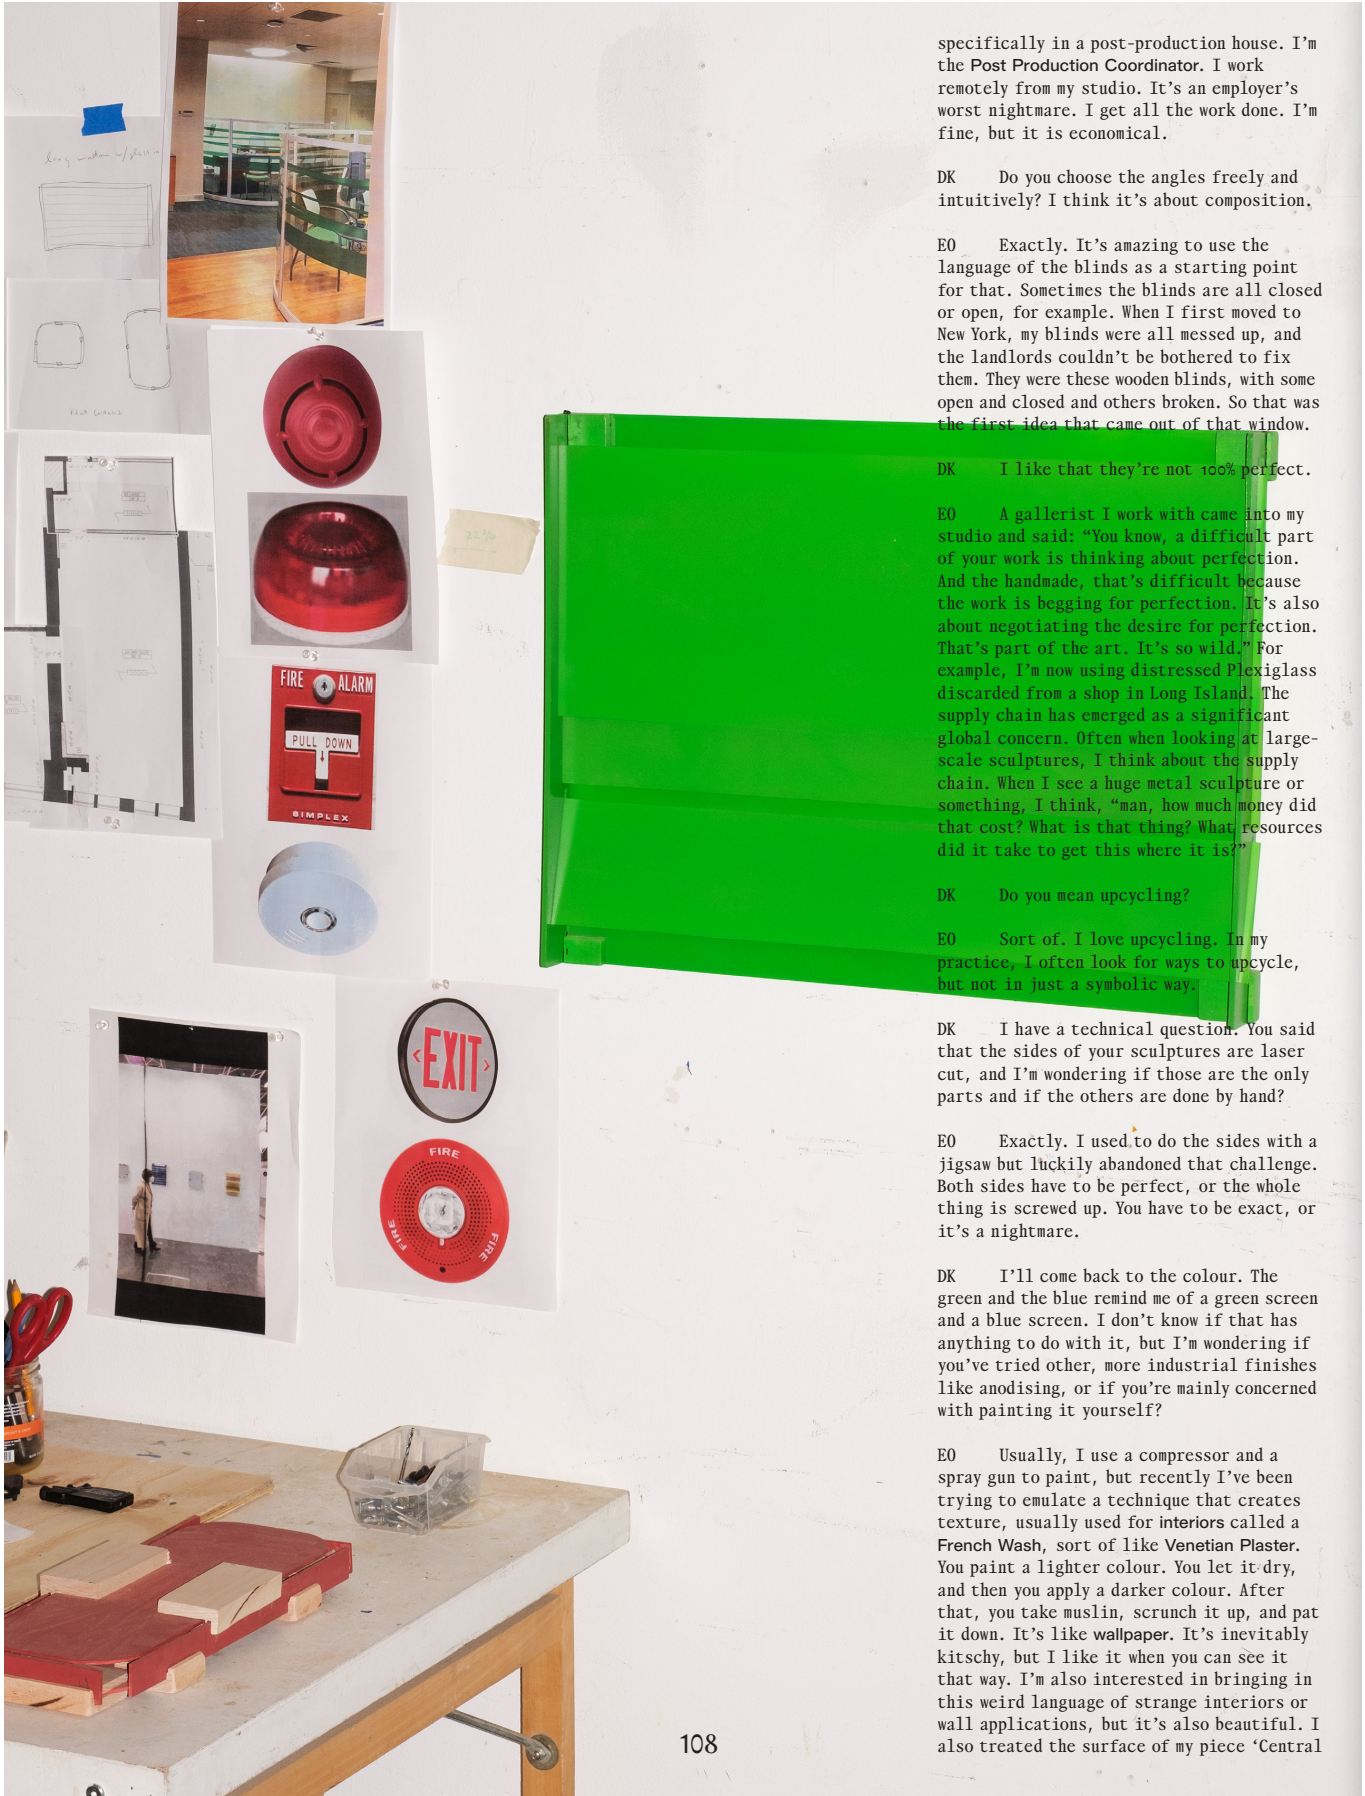 FIRE ALARM
PULL DOWN
SIMPLEX
EXIT
FIRE
FIRE
FIRE
specifically in a post-production house. I’m
the Post Production Coordinator. I work
remotely from my studio. It’s an employer’s
worst nightmare. I get all the work done. I’m
fine, but it is economical.
DK Do you choose the angles freely and
intuitively? I think it’s about composition.
EO Exactly. It’s amazing to use the
language of the blinds as a starting point
for that. Sometimes the blinds are all closed
or open, for example. When I first moved to
New York, my blinds were all messed up, and
the landlords couldn’t be bothered to fix
them. They were these wooden blinds, with some
open and closed and others broken. So that was
the first idea that came out of that window.
DK I like that they’re not 100% perfect.
EO A gallerist I work with came into my
studio and said: “You know, a difficult part
of your work is thinking about perfection.
And the handmade, that’s difficult because
the work is begging for perfection. It’s also
about negotiating the desire for perfection.
That’s part of the art. It’s so wild.” For
example, I’m now using distressed Plexiglass
discarded from a shop in Long Island. The
supply chain has emerged as a significant
global concern. Often when looking at large-
scale sculptures, I think about the supply
chain. When I see a huge metal sculpture or
something, I think, “man, how much money did
that cost? What is that thing? What resources
did it take to get this where it is?”
DK Do you mean upcycling?
EO Sort of. I love upcycling. In my
practice, I often look for ways to upcycle,
but not in just a symbolic way.
DK I have a technical question. You said
that the sides of your sculptures are laser
cut, and I’m wondering if those are the only
parts and if the others are done by hand?
EO Exactly. I used to do the sides with a
jigsaw but luckily abandoned that challenge.
Both sides have to be perfect, or the whole
thing is screwed up. You have to be exact, or
it’s a nightmare.
DK I’ll come back to the colour. The
green and the blue remind me of a green screen
and a blue screen. I don’t know if that has
anything to do with it, but I’m wondering if
you’ve tried other, more industrial finishes
like anodising, or if you’re mainly concerned
with painting it yourself?
EO Usually, I use a compressor and a
spray gun to paint, but recently I’ve been
trying to emulate a technique that creates
texture, usually used for interiors called a
French Wash, sort of like Venetian Plaster.
You paint a lighter colour. You let it dry,
and then you apply a darker colour. After
that, you take muslin, scrunch it up, and pat
it down. It’s like wallpaper. It’s inevitably
kitschy, but I like it when you can see it
that way. I’m also interested in bringing in
this weird language of strange interiors or
wall applications, but it’s also beautiful. I
also treated the surface of my piece ‘Central
108